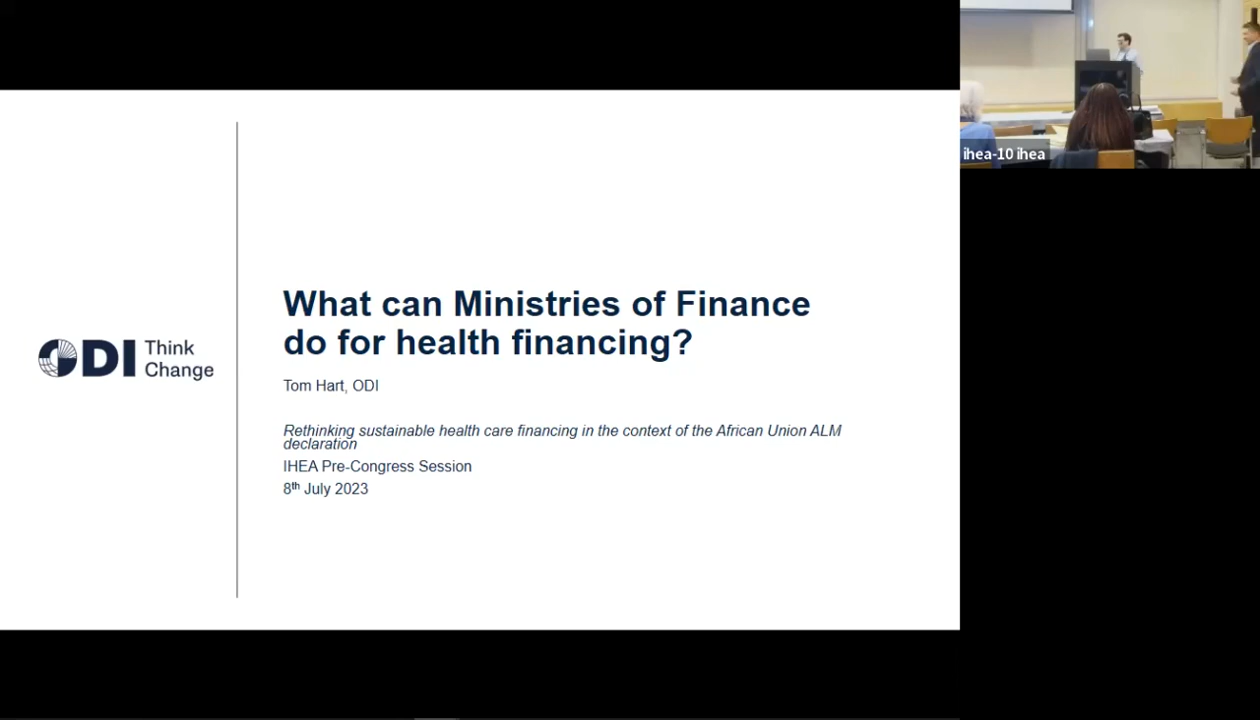 ihea-10 ihea
ODI Think
Change
What can Ministries of Finance
do for health financing?
Tom Hart, ODI
Rethinking sustainable health care financing in the context of the African Union ALM
declaration
IHEA Pre-Congress Session
8th July 2023